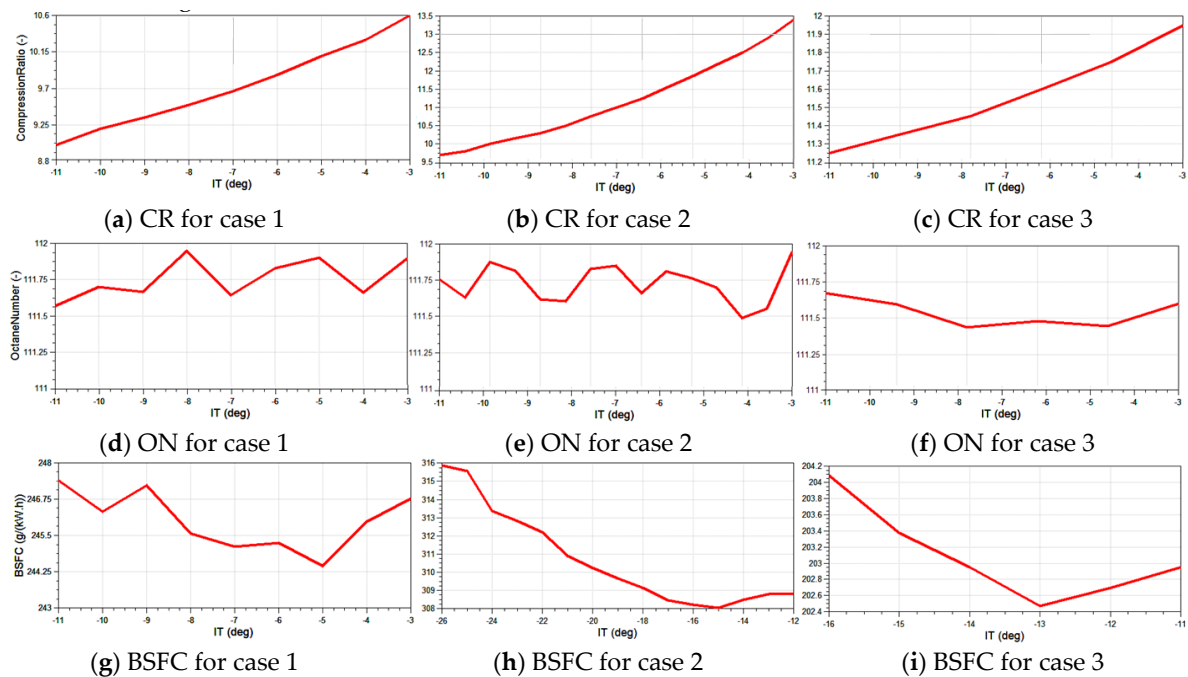 10.6
10.15
9.7
9.25
8.8
CompressionRatio (-)
-11 -10 -9 -8 -7 -6 -5 -4 -3
IT (deg)
(a) CR for case 1
13.5
13
12.5
12
11.5
11
10.5
10
9.5
-11 -10 -9 -8 -7 -6 -5 -4 -3
IT (deg)
(b) CR for case 2
12
11.9
11.8
11.7
11.6
11.5
11.4
11.3
11.2
-11 -10 -9 -8 -7 -6 -5 -4 -3
IT (deg)
(c) CR for case 3
112
111.75
111.5
111.25
111
OctaneNumber (-)
-11 -10 -9 -8 -7 -6 -5 -4 -3
IT (deg)
(d) ON for case 1
112
111.75
111.5
111.25
111
-11 -10 -9 -8 -7 -6 -5 -4 -3
IT (deg)
(e) ON for case 2
112
111.75
111.5
111.25
111
-11 -10 -9 -8 -7 -6 -5 -4 -3
IT (deg)
(f) ON for case 3
248
246.75
245.5
244.25
243
BSFC (g/(kW.h))
-11 -10 -9 -8 -7 -6 -5 -4 -3
IT (deg)
(g) BSFC for case 1
316
315
314
313
312
310
309
308
-26 -24 -22 -20 -18 -16 -14 -12
IT (deg)
(h) BSFC for case 2
204.2
204
203.8
203.6
203.4
203.2
203
202.8
202.6
202.4
-16 -15 -14 -13 -12 -11
IT (deg)
(i) BSFC for case 3